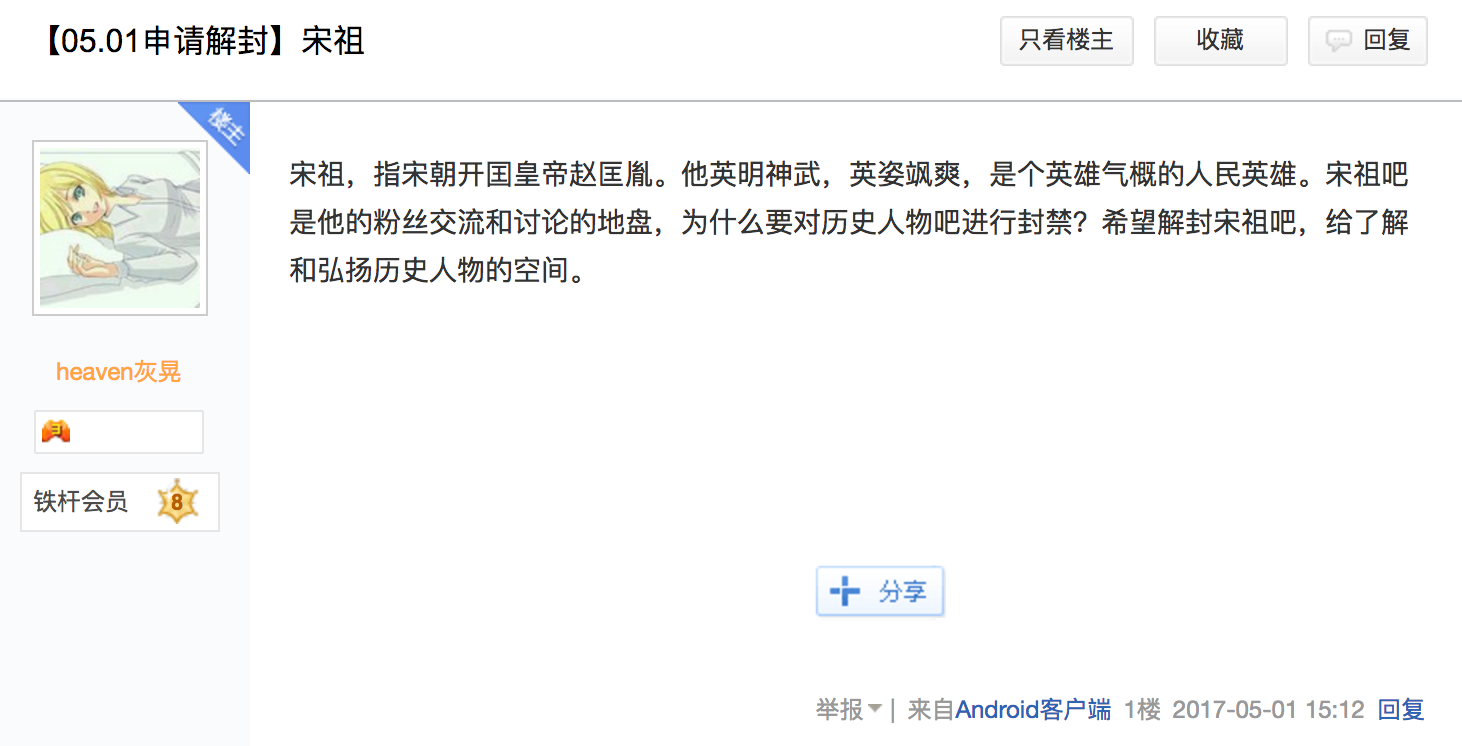 【05.01申请解封】宋祖
只看楼主
收藏
回复
楼主
宋祖，指宋朝开国皇帝赵匡胤。他英明神武，英姿飒爽，是个英雄气概的人民英雄。宋祖吧
是他的粉丝交流和讨论的地盘，为什么要对历史人物吧进行封禁？希望解封宋祖吧，给了解
和弘扬历史人物的空间。
heaven灰晃
3
铁杆会员 8
分享
举报 | 来自Android客户端 1楼 2017-05-01 15:12 回复